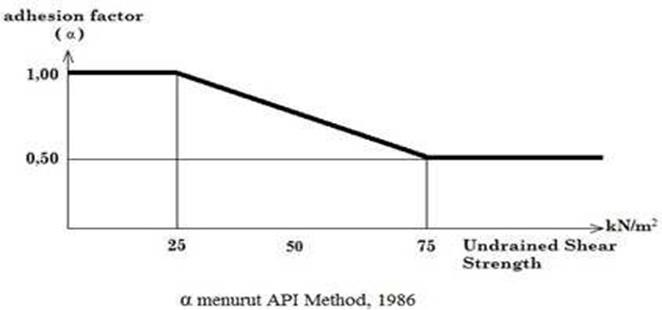 adhesion factor
(α)
1,00
0,50
kN/m²
25 50 75 Undrained Shear
Strength
α menurut API Method, 1986